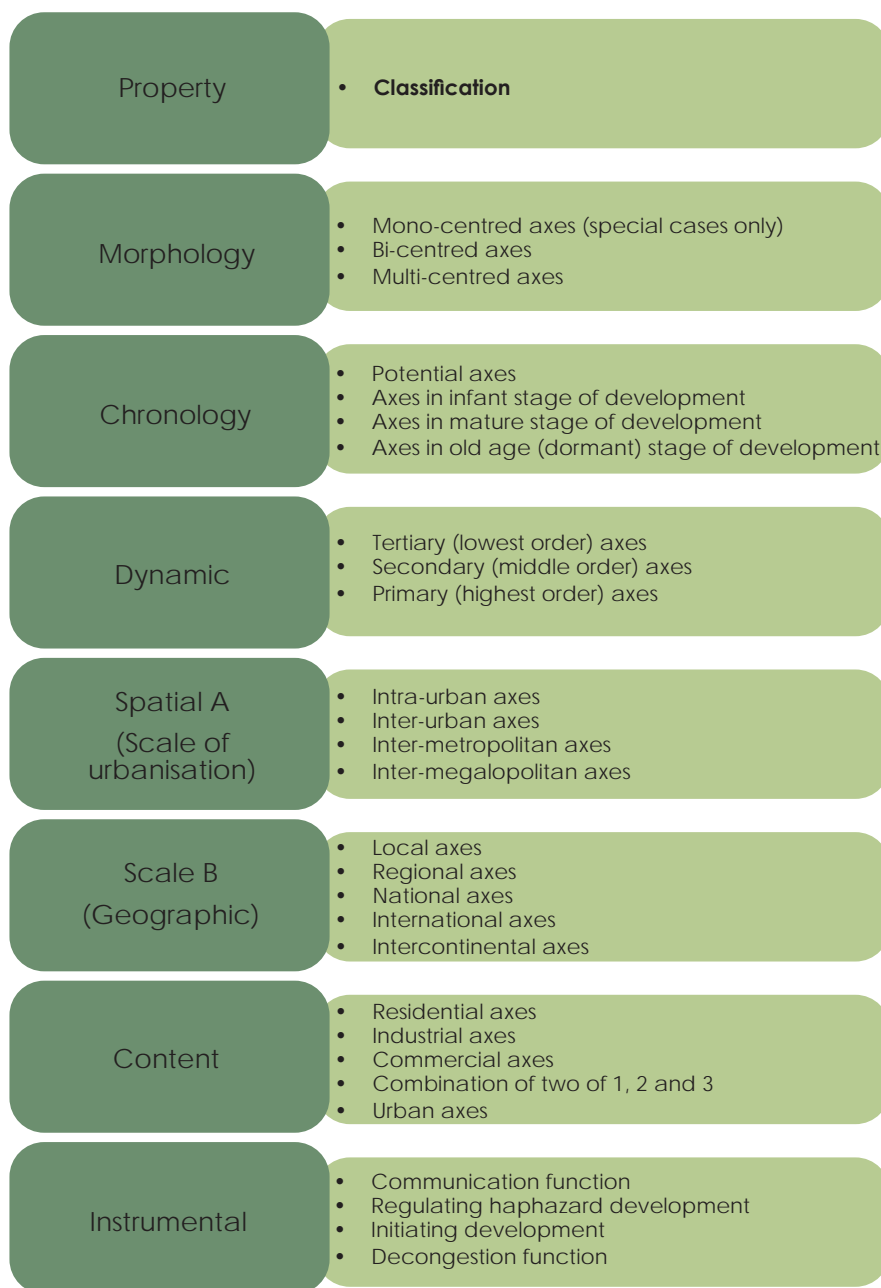 Property
• Classification
Morphology
• Mono-centred axes (special cases only)
• Bi-centred axes
• Multi-centred axes
Chronology
• Potential axes
• Axes in infant stage of development
• Axes in mature stage of development
• Axes in old age (dormant) stage of development
Dynamic
• Tertiary (lowest order) axes
• Secondary (middle order) axes
• Primary (highest order) axes
Spatial A
(Scale of
urbanisation)
• Intra-urban axes
• Inter-urban axes
• Inter-metropolitan axes
• Inter-megalopolitan axes
Scale B
(Geographic)
• Local axes
• Regional axes
• National axes
• International axes
• Intercontinental axes
Content
• Residential axes
• Industrial axes
• Commercial axes
• Combination of two of 1, 2 and 3
• Urban axes
Instrumental
• Communication function
• Regulating haphazard development
• Initiating development
• Decongestion function